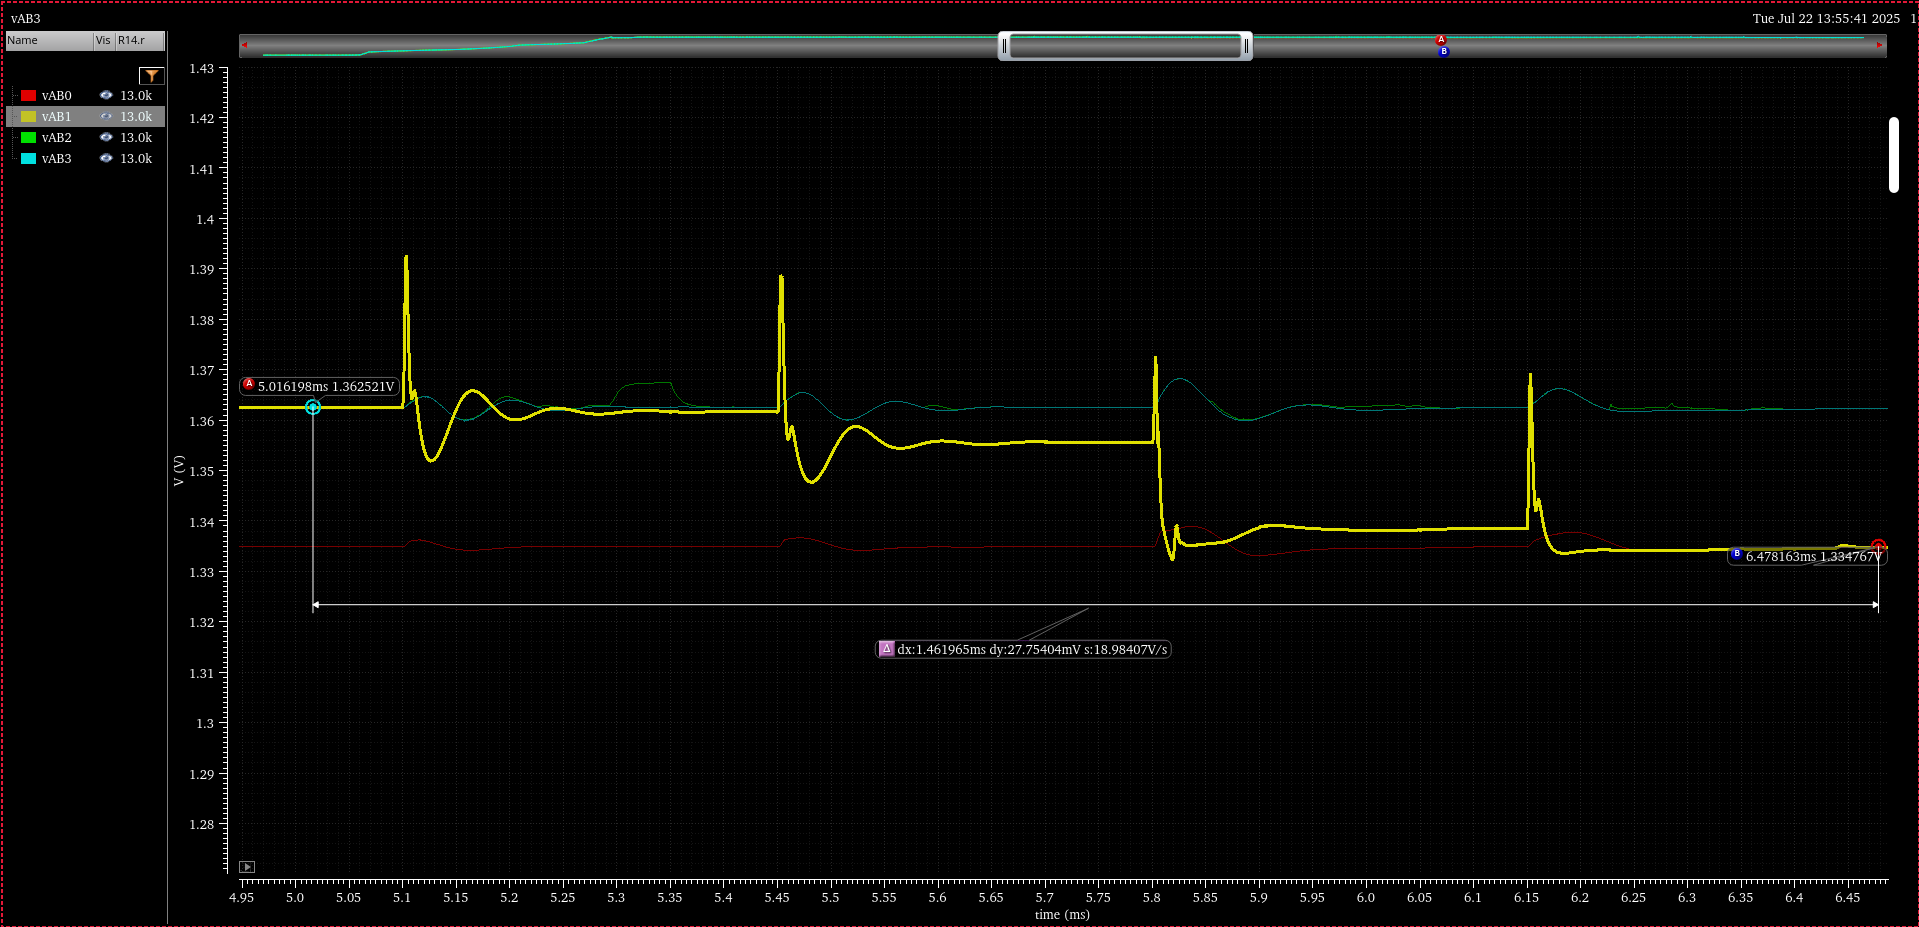 vAB3
Tue Jul 22 13:55:41 2025 1
Name Vis R14.r
vAB0 13.0k
vAB1 13.0k
vAB2 13.0k
vAB3 13.0k
A
B
1.43
1.42
1.41
1.4
1.39
1.38
1.37
1.36
1.35
1.34
1.33
1.32
1.31
1.3
1.29
1.28
V (V)
A 5.016198ms 1.362521V
B 6.478163ms 1.334767V
Δ dx:1.461965ms dy:27.75404mV s:18.98407V/s
4.95 5.0 5.05 5.1 5.15 5.2 5.25 5.3 5.35 5.4 5.45 5.5 5.55 5.6 5.65 5.7 5.75 5.8 5.85 5.9 5.95 6.0 6.05 6.1 6.15 6.2 6.25 6.3 6.35 6.4 6.45
time (ms)